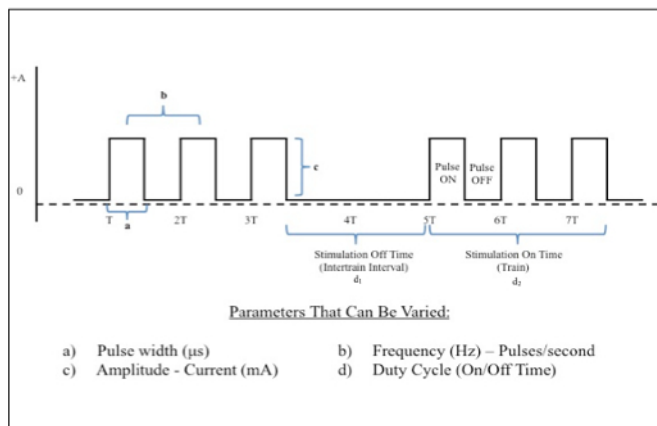 +A
b
c
Pulse ON
Pulse OFF
0
T
2T
3T
4T
5T
6T
7T
a
Stimulation Off Time
(Intertrain Interval)
d₁
Stimulation On Time
(Train)
d₂
Parameters That Can Be Varied:
a) Pulse width (μs)
b) Frequency (Hz) – Pulses/second
c) Amplitude - Current (mA)
d) Duty Cycle (On/Off Time)